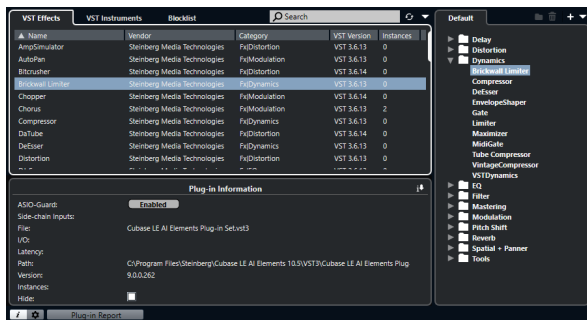 VST Effects VST Instruments Blocklist Search
Name Vendor Category VST Version Instances
AmpSimulator Steinberg Media Technologies Fx|Distortion VST 3.6.13 0
AutoPan Steinberg Media Technologies Fx|Modulation VST 3.6.13 0
Bitcrusher Steinberg Media Technologies Fx|Distortion VST 3.6.14 0
Brickwall Limiter Steinberg Media Technologies Fx|Dynamics VST 3.6.13 0
Chopper Steinberg Media Technologies Fx|Modulation VST 3.6.14 0
Chorus Steinberg Media Technologies Fx|Modulation VST 3.6.13 2
Compressor Steinberg Media Technologies Fx|Dynamics VST 3.6.13 0
DaTube Steinberg Media Technologies Fx|Distortion VST 3.6.14 0
DeEsser Steinberg Media Technologies Fx|Dynamics VST 3.6.13 0
Distortion Steinberg Media Technologies Fx|Distortion VST 3.6.13 0
Plug-in Information
ASIO-Guard: Enabled
Side-chain Inputs:
File: Cubase LE AI Elements Plug-in Set.vst3
I/O:
Latency:
Path: C:\Program Files\Steinberg\Cubase LE AI Elements 10.5\VST3\Cubase LE AI Elements Plug
Version: 9.0.0.262
Instances:
Hide:
i Plug-in Report
Default
Delay
Distortion
Dynamics
Brickwall Limiter
Compressor
DeEsser
EnvelopeShaper
Gate
Limiter
Maximizer
MidiGate
Tube Compressor
VintageCompressor
VSTDynamics
EQ
Filter
Mastering
Modulation
Pitch Shift
Reverb
Spatial + Panner
Tools